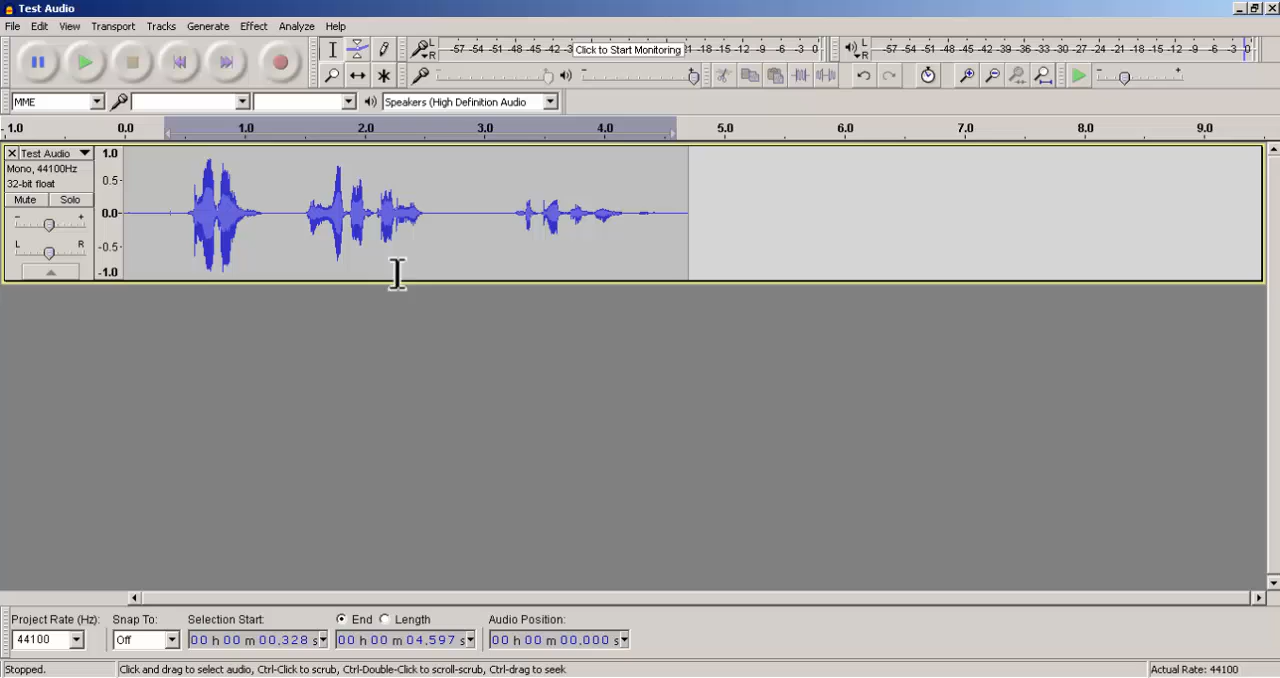 Test Audio
File Edit View Transport Tracks Generate Effect Analyze Help
L R -57 -54 -51 -48 -45 -42 -3 Click to Start Monitoring 21 -18 -15 -12 -9 -6 -3 0 L R -57 -54 -51 -48 -45 -42 -39 -36 -33 -30 -27 -24 -21 -18 -15 -12 -9 -6 -3 0
- + - + - +
MME Speakers (High Definition Audio
- 1.0 0.0 1.0 2.0 3.0 4.0 5.0 6.0 7.0 8.0 9.0
Test Audio 1.0
Mono, 44100Hz
32-bit float 0.5
Mute Solo
- + 0.0
L R -0.5
-1.0
Project Rate (Hz): Snap To: Selection Start: End Length Audio Position:
44100 Off 00 h 00 m 00.328 s 00 h 00 m 04.597 s 00 h 00 m 00.000 s
Stopped. Click and drag to select audio, Ctrl-Click to scrub, Ctrl-Double-Click to scroll-scrub, Ctrl-drag to seek. Actual Rate: 44100